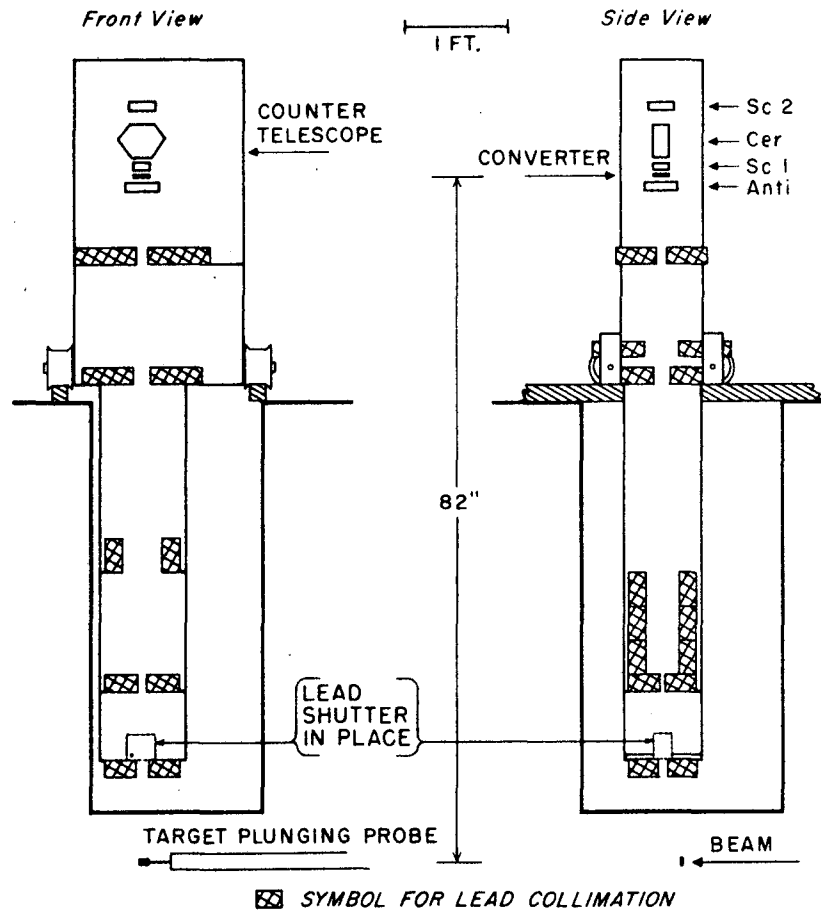 Front View
1 FT.
Side View
COUNTER
TELESCOPE
CONVERTER
Sc 2
Cer
Sc 1
Anti
82"
LEAD
SHUTTER
IN PLACE
TARGET PLUNGING PROBE
BEAM
SYMBOL FOR LEAD COLLIMATION